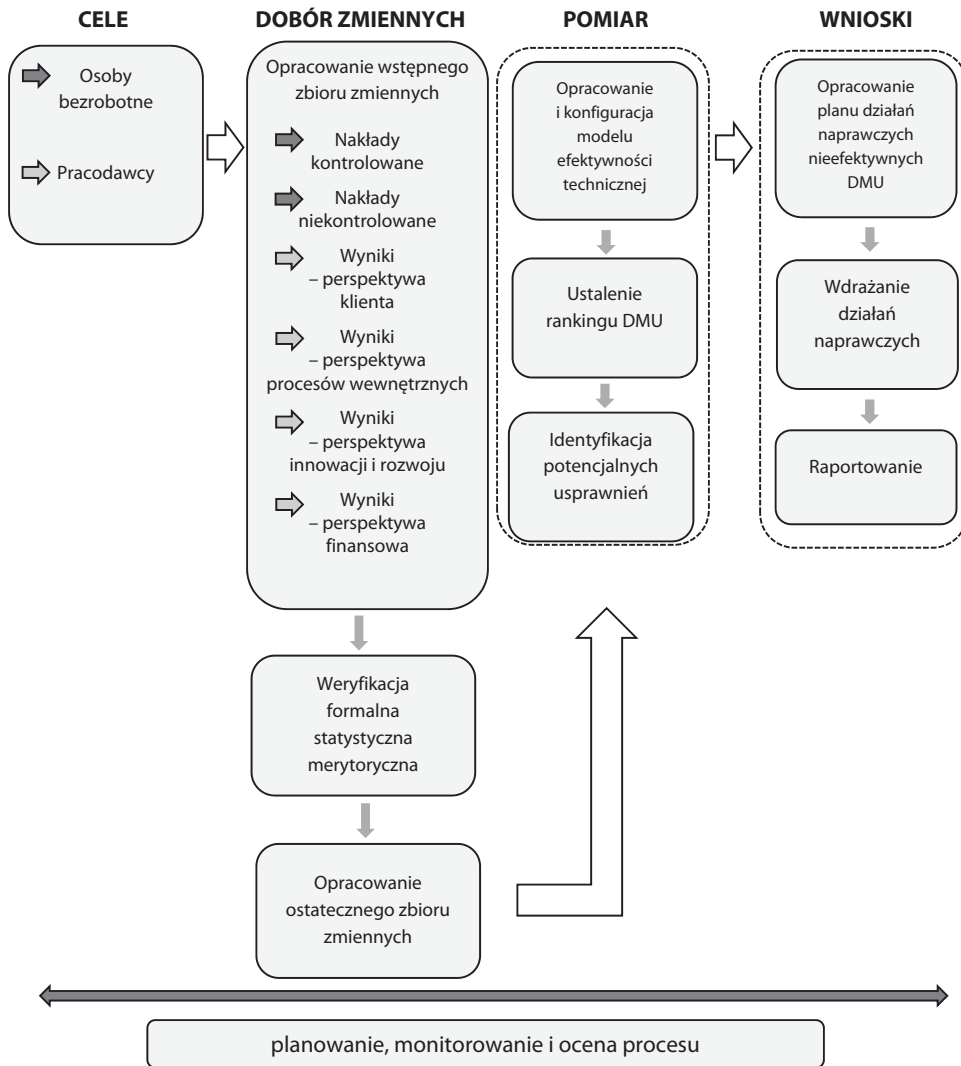 CELE
Osoby
bezrobotne
Pracodawcy
DOBÓR ZMIENNYCH
Opracowanie wstępnego
zbioru zmiennych
Nakłady
kontrolowane
Nakłady
niekontrolowane
Wyniki
– perspektywa
klienta
Wyniki
– perspektywa
procesów wewnętrznych
Wyniki
– perspektywa
innowacji i rozwoju
Wyniki
– perspektywa
finansowa
Weryfikacja
formalna
statystyczna
merytoryczna
Opracowanie
ostatecznego zbioru
zmiennych
POMIAR
Opracowanie
i konfiguracja
modelu
efektywności
technicznej
Ustalenie
rankingu DMU
Identyfikacja
potencjalnych
usprawnień
WNIOSKI
Opracowanie
planu działań
naprawczych
nieefektywnych
DMU
Wdrażanie
działań
naprawczych
Raportowanie
planowanie, monitorowanie i ocena procesu